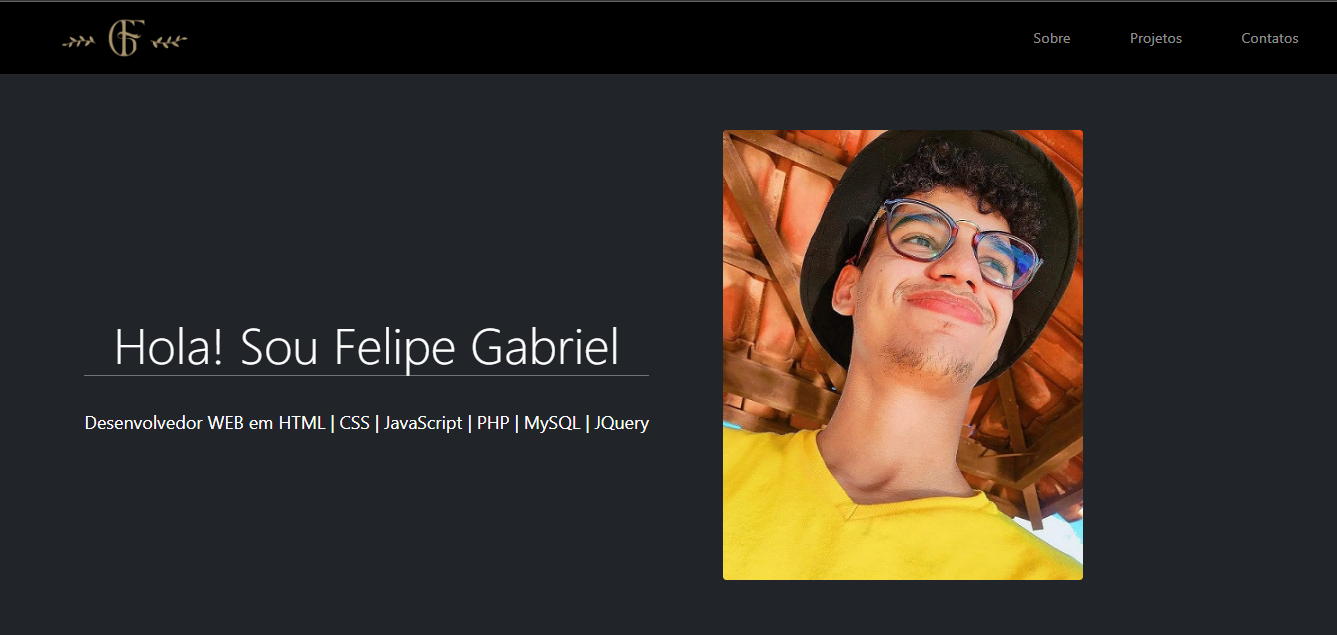 GF
Sobre Projetos Contatos
Hola! Sou Felipe Gabriel
Desenvolvedor WEB em HTML | CSS | JavaScript | PHP | MySQL | JQuery